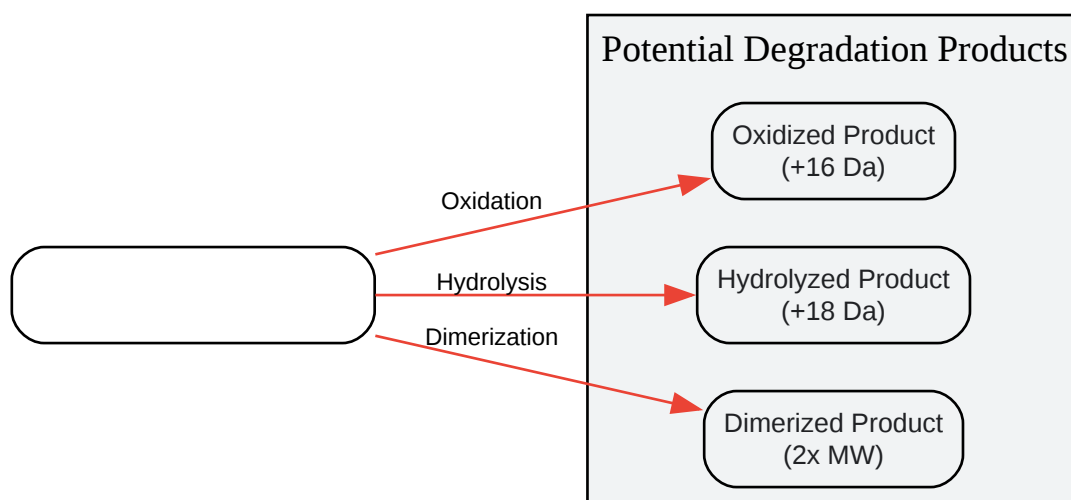 Potential Degradation Products
Oxidized Product
(+16 Da)
Oxidation
Hydrolyzed Product
(+18 Da)
Hydrolysis
Dimerization
Dimerized Product
(2x MW)